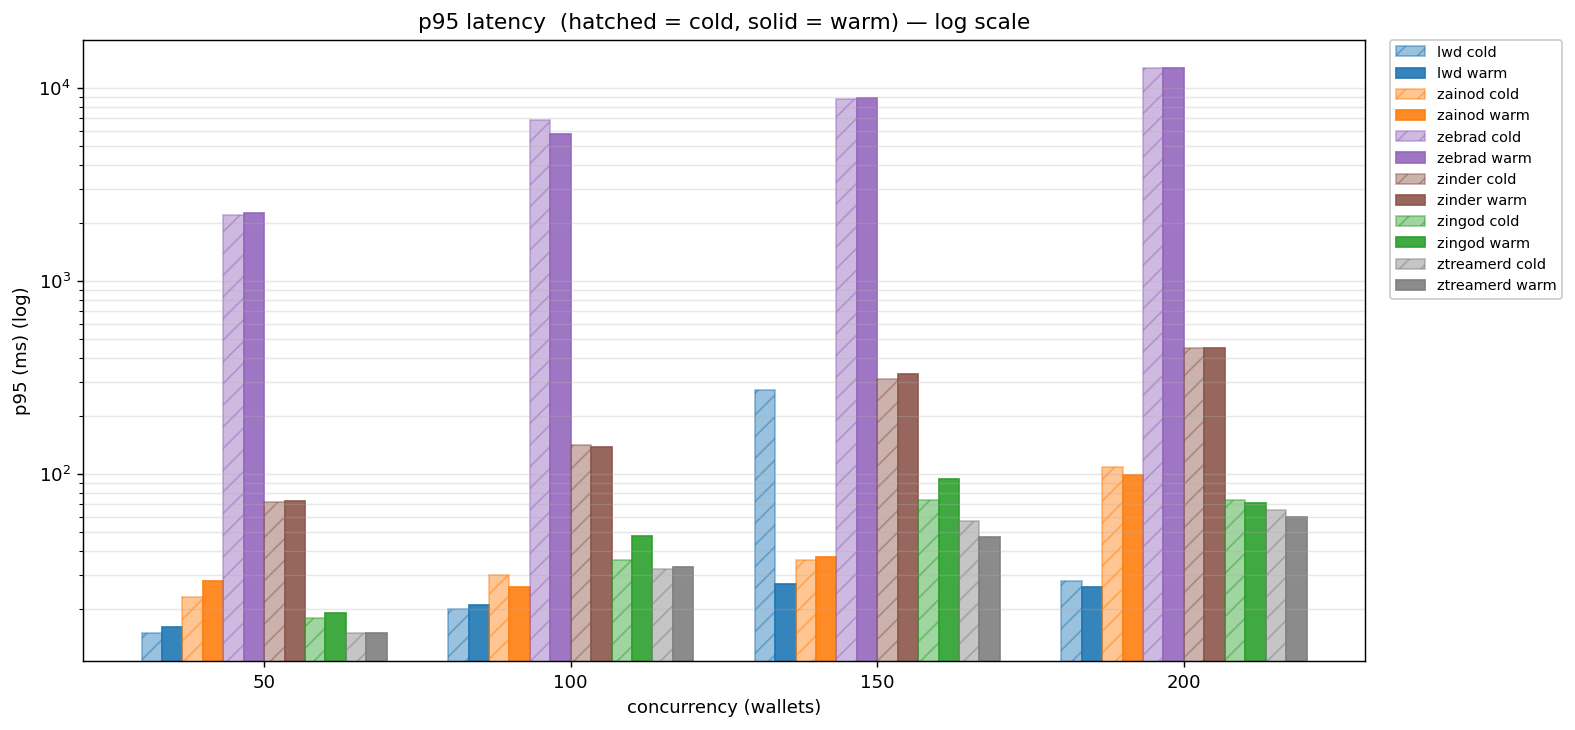 p95 latency  (hatched = cold, solid = warm) — log scale
p95 (ms) (log)
10⁴
10³
10²
50
100
150
200
concurrency (wallets)
lwd cold
lwd warm
zainod cold
zainod warm
zebrad cold
zebrad warm
zinder cold
zinder warm
zingod cold
zingod warm
ztreamerd cold
ztreamerd warm